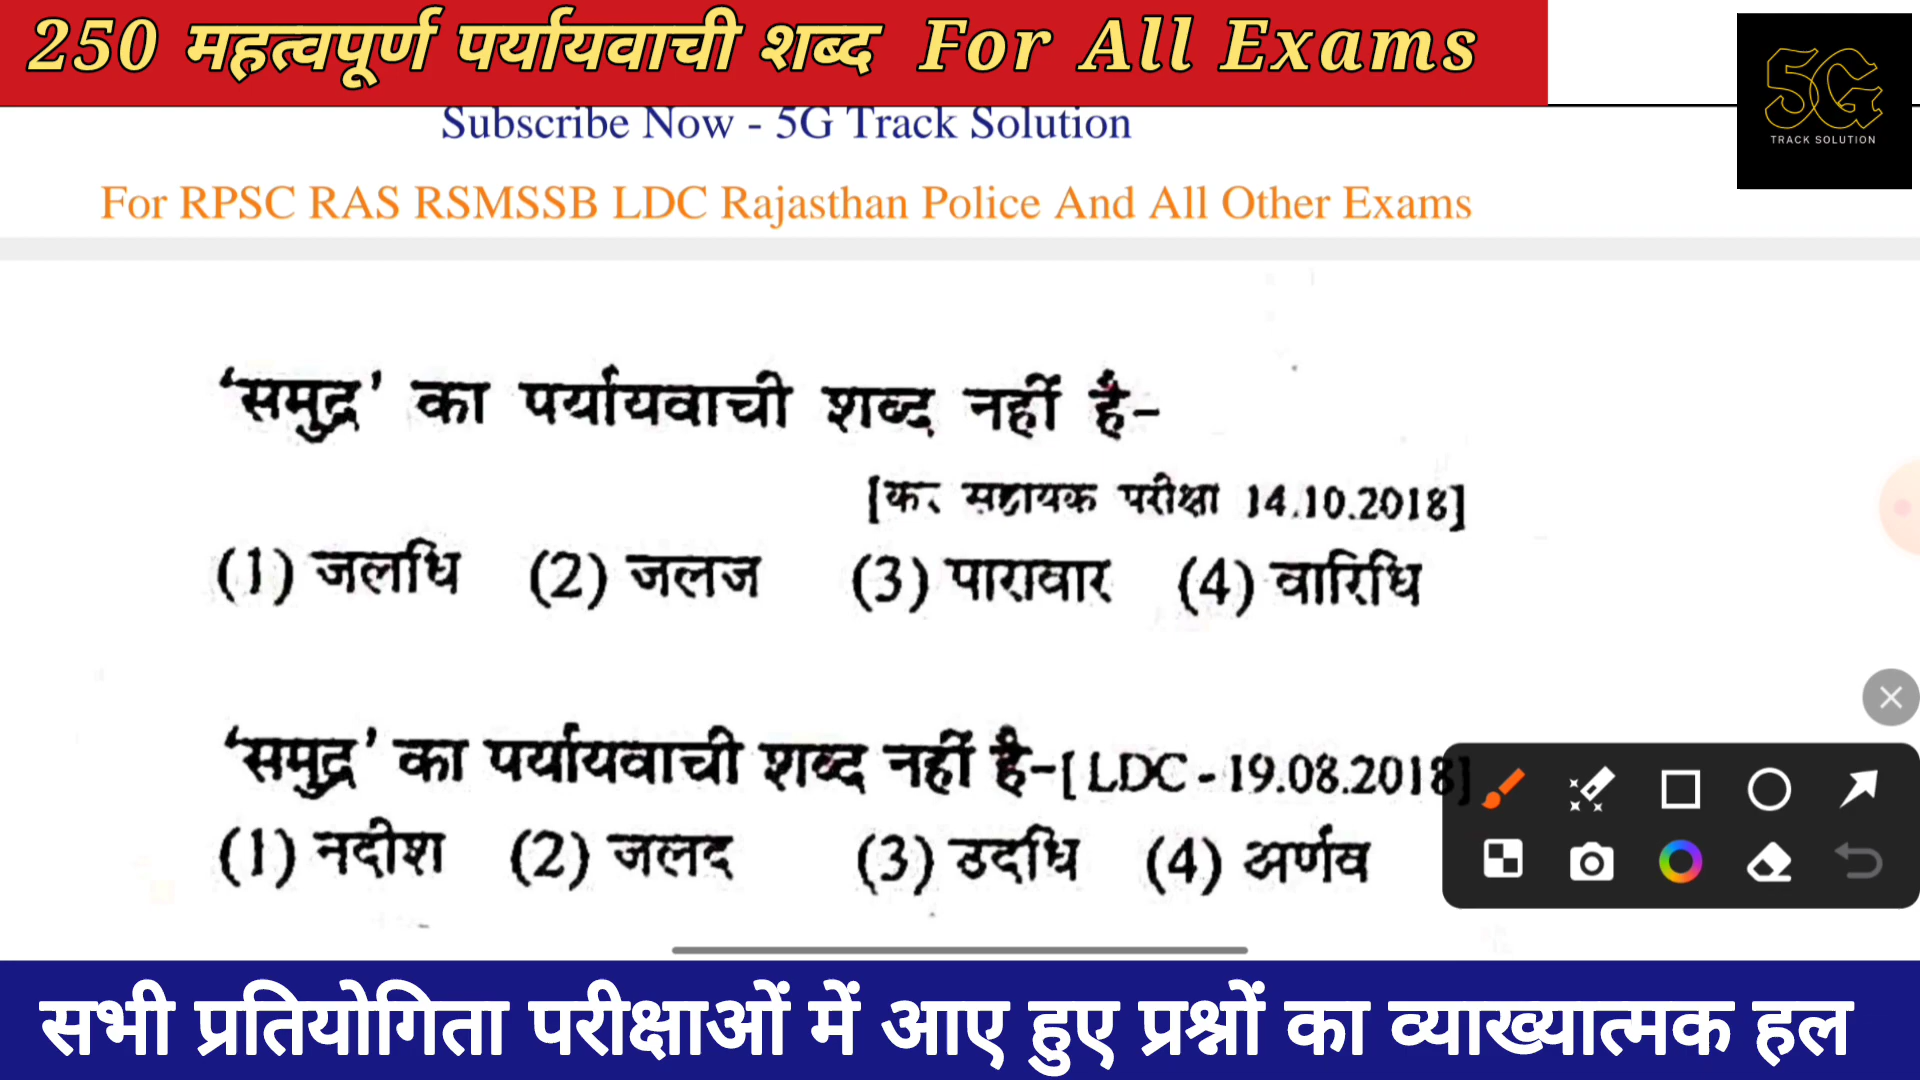 250 महत्वपूर्ण पर्यायवाची शब्द For All Exams
5G
TRACK SOLUTION
Subscribe Now - 5G Track Solution
For RPSC RAS RSMSSB LDC Rajasthan Police And All Other Exams
‘समुद्र’ का पर्यायवाची शब्द नहीं है-
[क. सहायक परीक्षा 14.10.2018]
(1) जलधि (2) जलज (3) पारावार (4) वारिधि
‘समुद्र’ का पर्यायवाची शब्द नहीं है-[LDC - 19.08.2018]
(1) नदीश (2) जलद (3) उदधि (4) अर्णव
सभी प्रतियोगिता परीक्षाओं में आए हुए प्रश्नों का व्याख्यात्मक हल